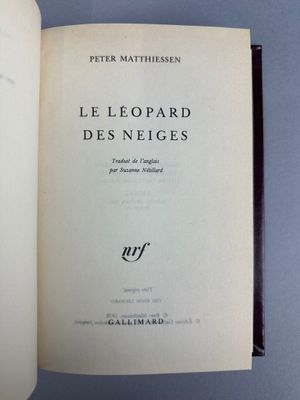 PETER MATTHIESSEN
LE LÉOPARD
DES NEIGES
Traduit de l'anglais
par Suzanne Nétillard
nrf
GALLIMARD